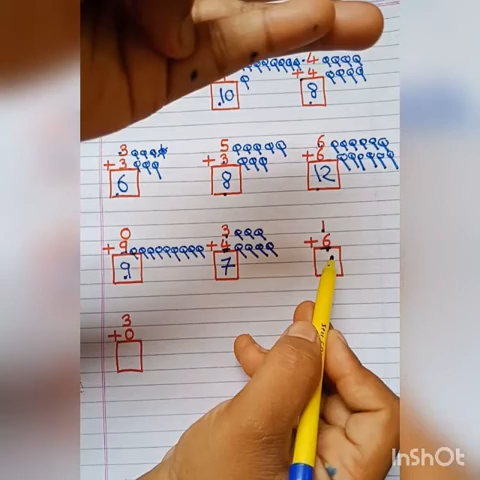 4
+ 4
10 8
3 5 6
+ 3 + 3 + 6
6 8 12
0 3 1
+ 9 + 4 + 6
9 7
3
+ 0
InShOt